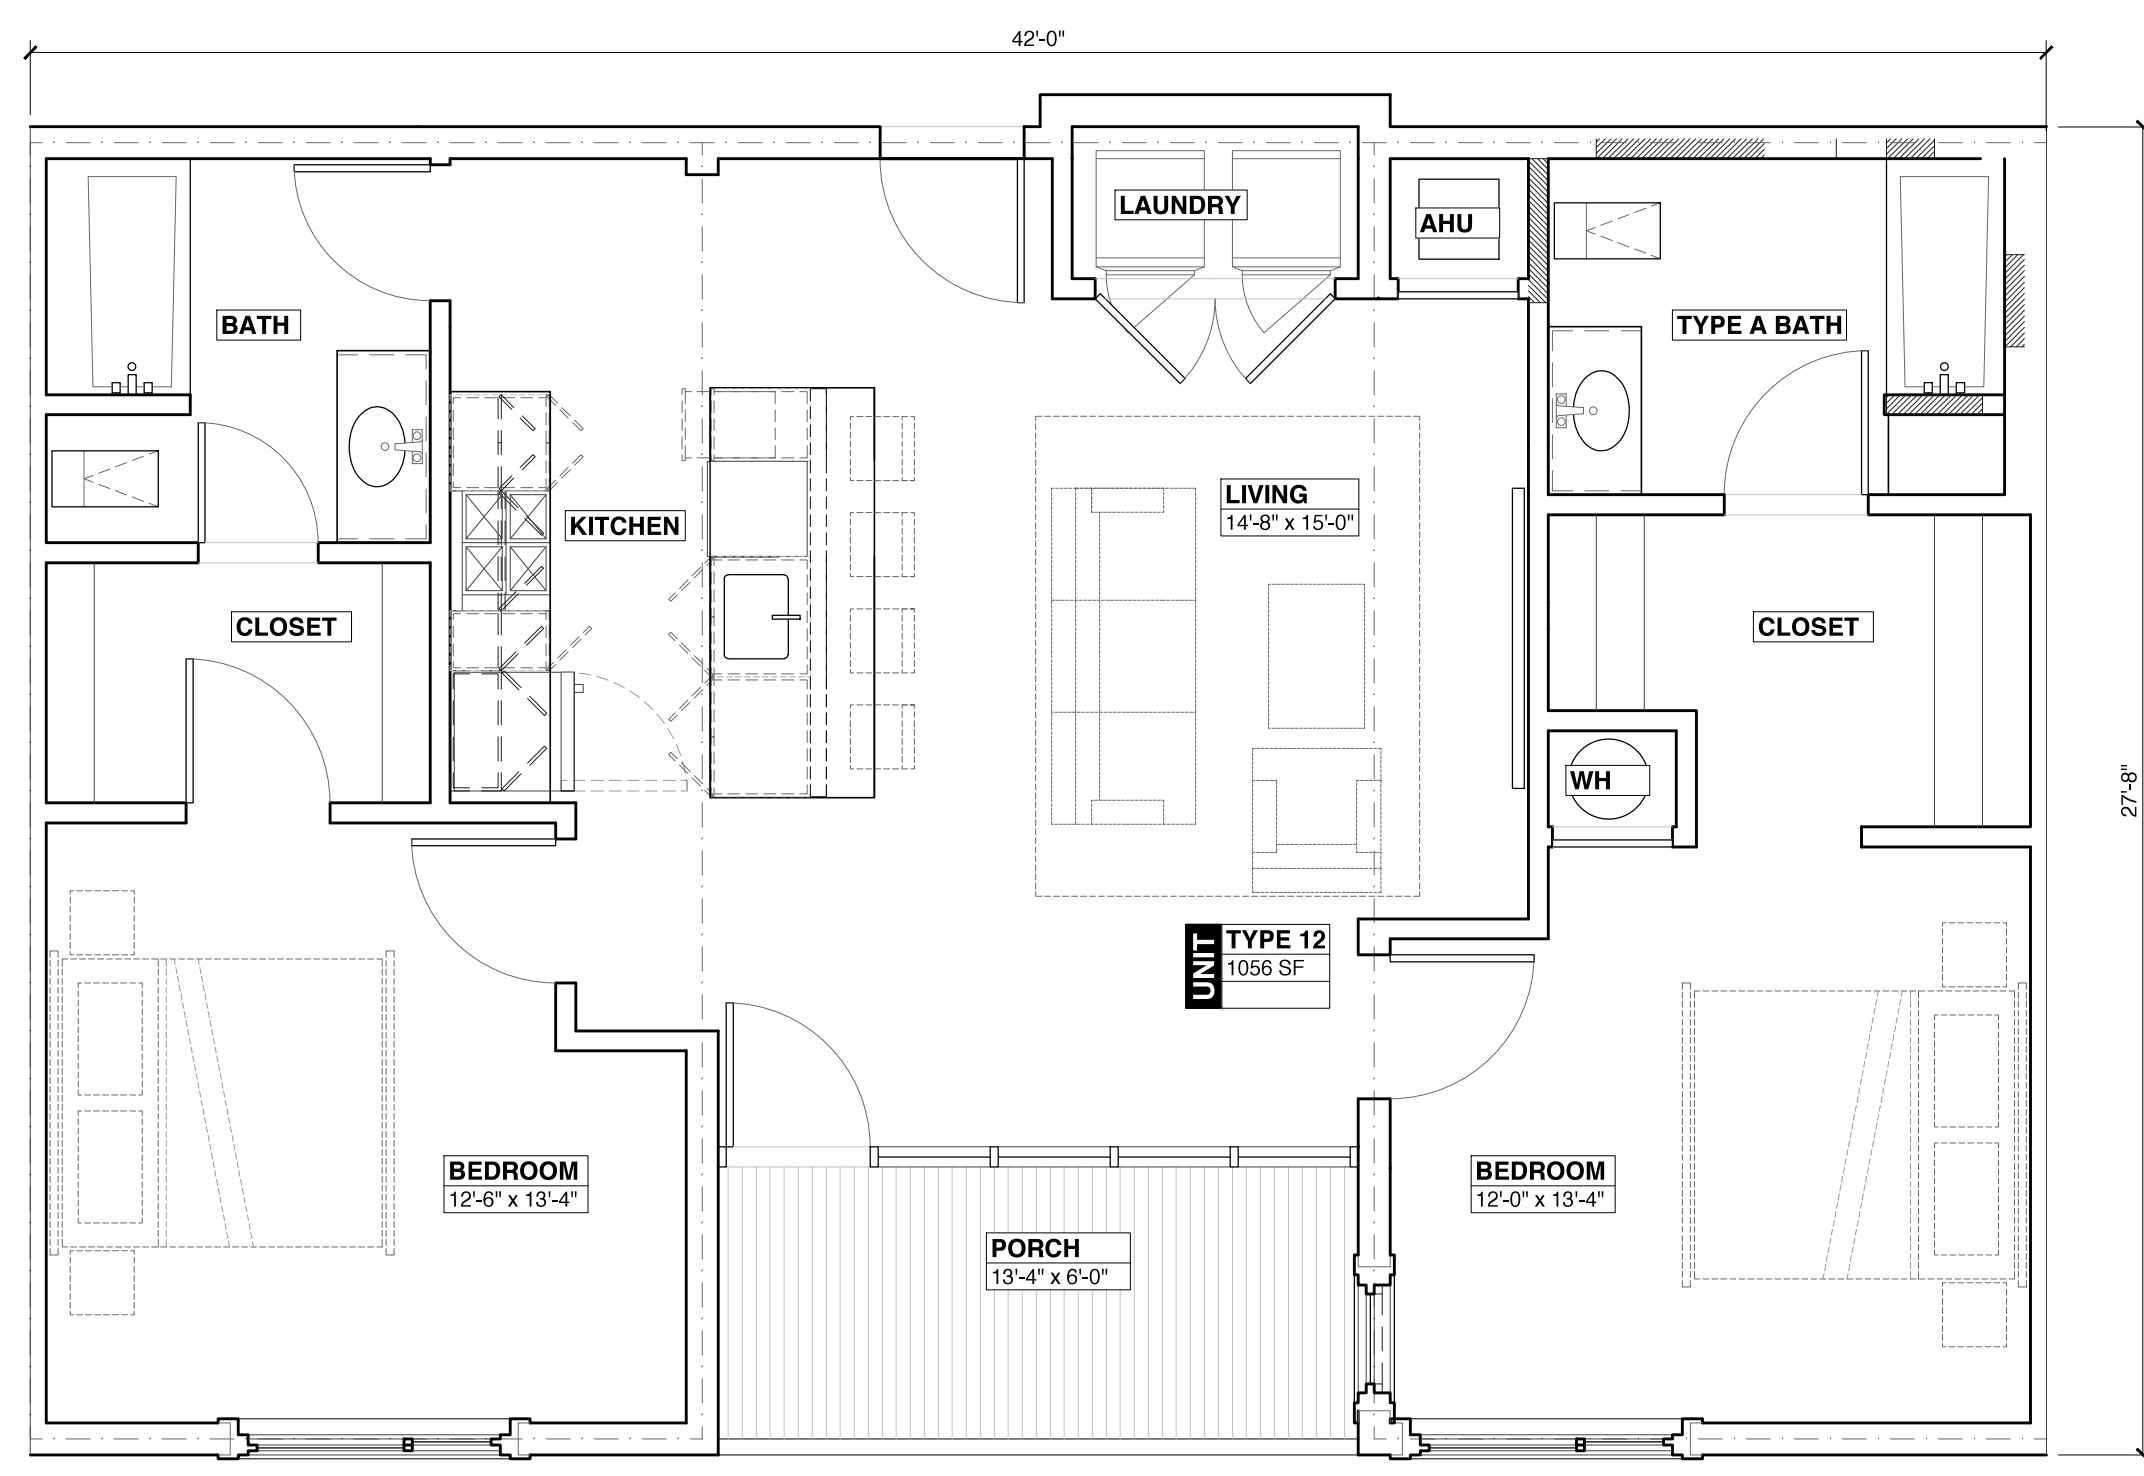 42'-0"
LAUNDRY
AHU
BATH
TYPE A BATH
LIVING
14'-8" x 15'-0"
KITCHEN
CLOSET
CLOSET
WH
27'-8"
UNIT
TYPE 12
1056 SF
BEDROOM
12'-6" x 13'-4"
BEDROOM
12'-0" x 13'-4"
PORCH
13'-4" x 6'-0"